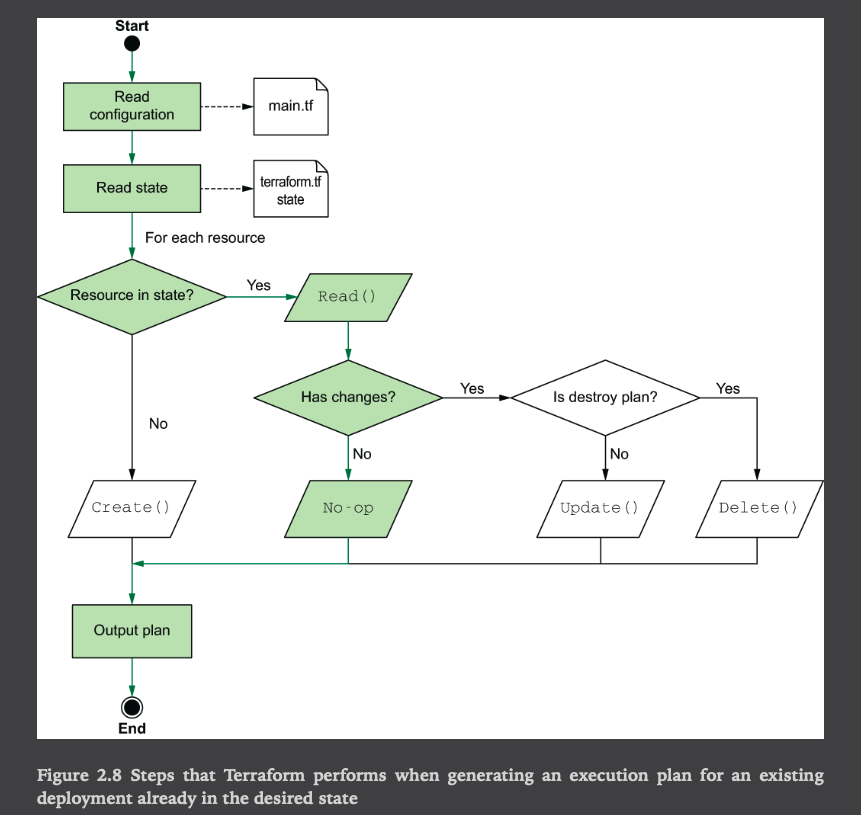 Start
Read
configuration
main.tf
Read state
terraform.tf
state
For each resource
Resource in state?
Yes
Read()
Has changes?
Yes
Is destroy plan?
Yes
No
No
No
Create()
No-op
Update()
Delete()
Output plan
End
Figure 2.8 Steps that Terraform performs when generating an execution plan for an existing
deployment already in the desired state